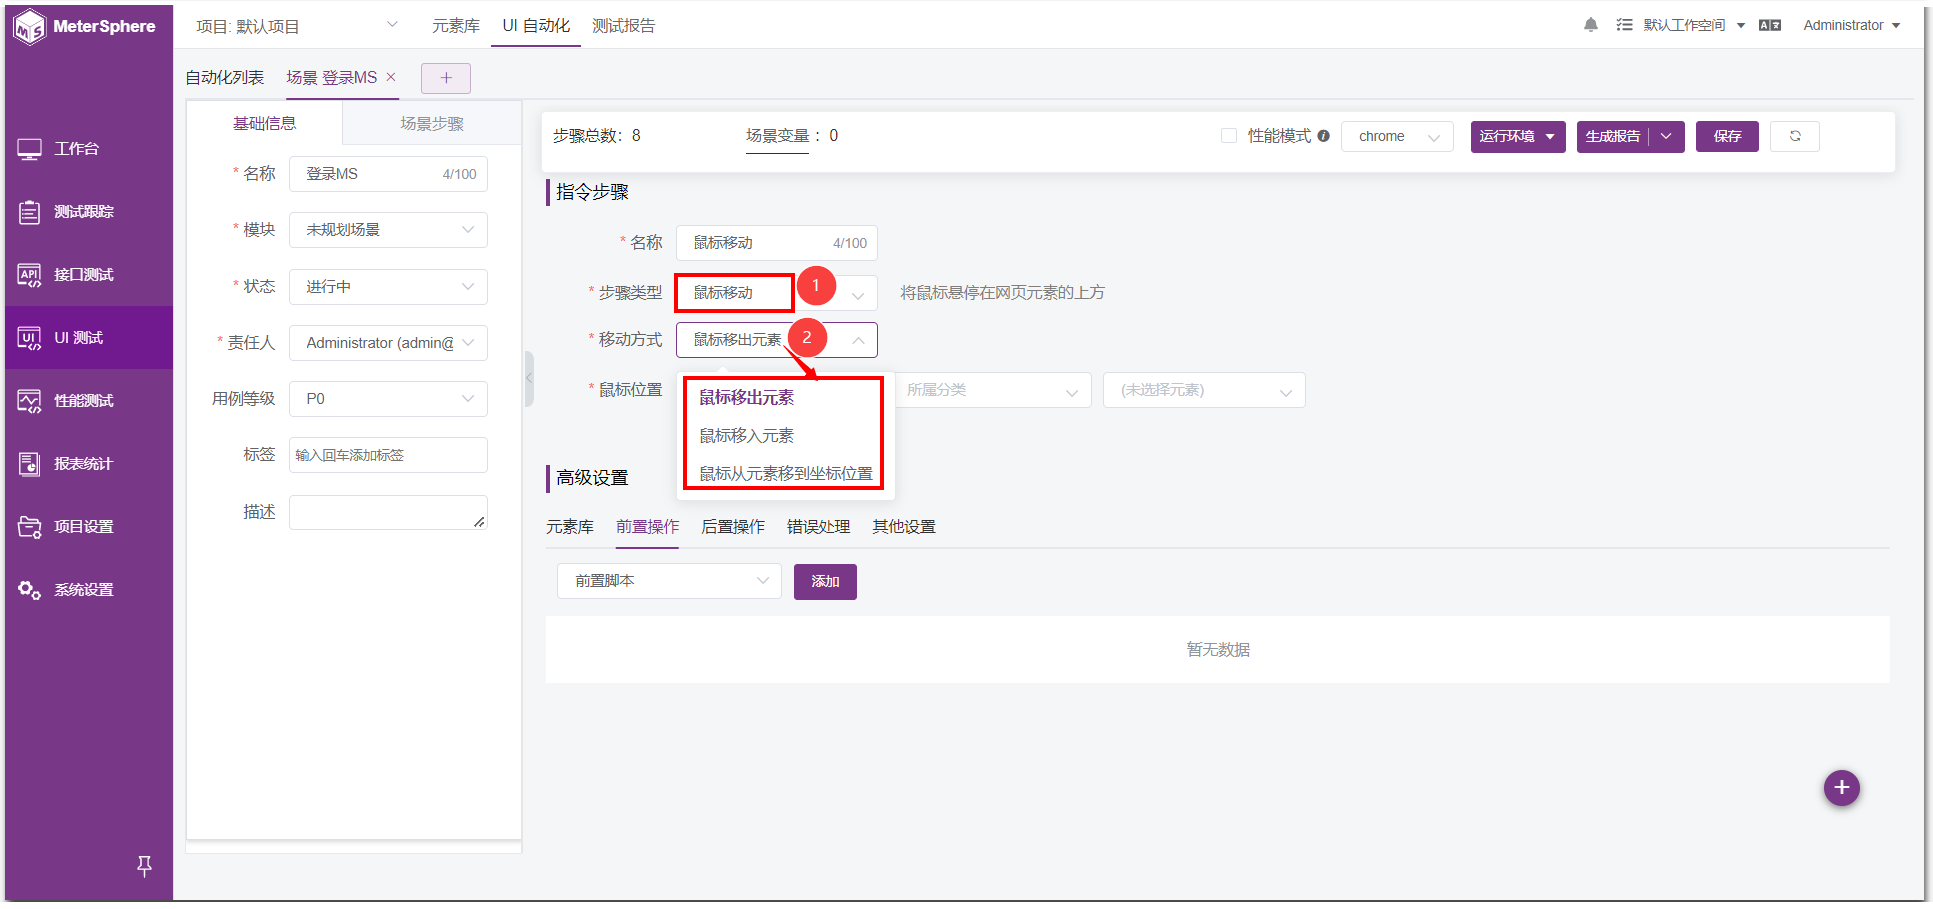 MeterSphere
项目: 默认项目
元素库
UI 自动化
测试报告
默认工作空间
Administrator
自动化列表
场景 登录MS
工作台
测试跟踪
接口测试
UI 测试
性能测试
报表统计
项目设置
系统设置
基础信息
场景步骤
* 名称
登录MS
4/100
* 模块
未规划场景
* 状态
进行中
* 责任人
Administrator (admin@
用例等级
P0
标签
输入回车添加标签
描述
步骤总数：8
场景变量： 0
性能模式
chrome
运行环境
生成报告
保存
指令步骤
* 名称
鼠标移动
4/100
* 步骤类型
鼠标移动
1
将鼠标悬停在网页元素的上方
* 移动方式
鼠标移出元素
2
* 鼠标位置
所属分类
(未选择元素)
鼠标移出元素
鼠标移入元素
鼠标从元素移到坐标位置
高级设置
元素库
前置操作
后置操作
错误处理
其他设置
前置脚本
添加
暂无数据